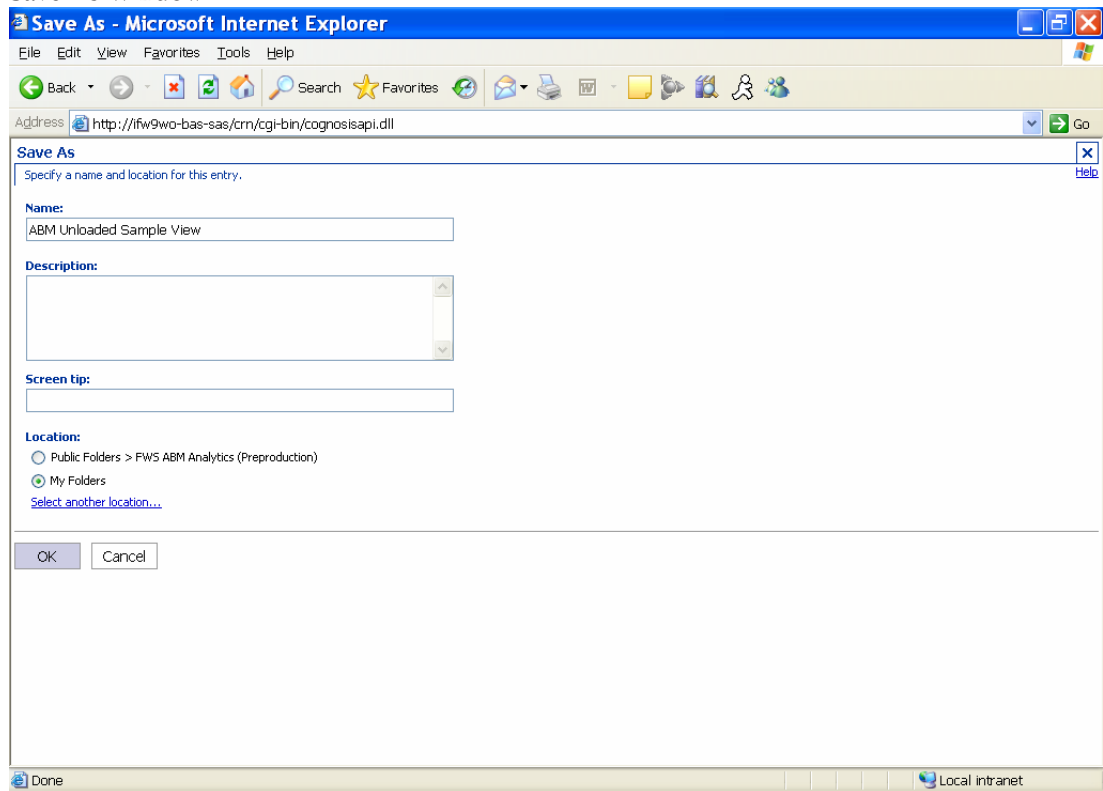 Save As - Microsoft Internet Explorer
File Edit View Favorites Tools Help
Back Search Favorites
Address http://ifw9wo-bas-sas/crn/cgi-bin/cognosisapi.dll Go
Save As
Specify a name and location for this entry. Help
Name:
ABM Unloaded Sample View
Description:
Screen tip:
Location:
Public Folders > FWS ABM Analytics (Preproduction)
My Folders
Select another location...
OK Cancel
Done Local intranet